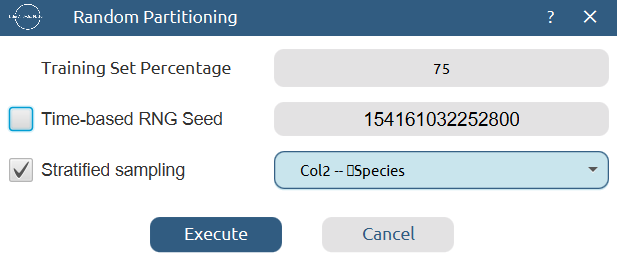 Random Partitioning ?
Training Set Percentage 75
Time-based RNG Seed 154161032252800
Stratified sampling Col2 -- Species
Execute Cancel